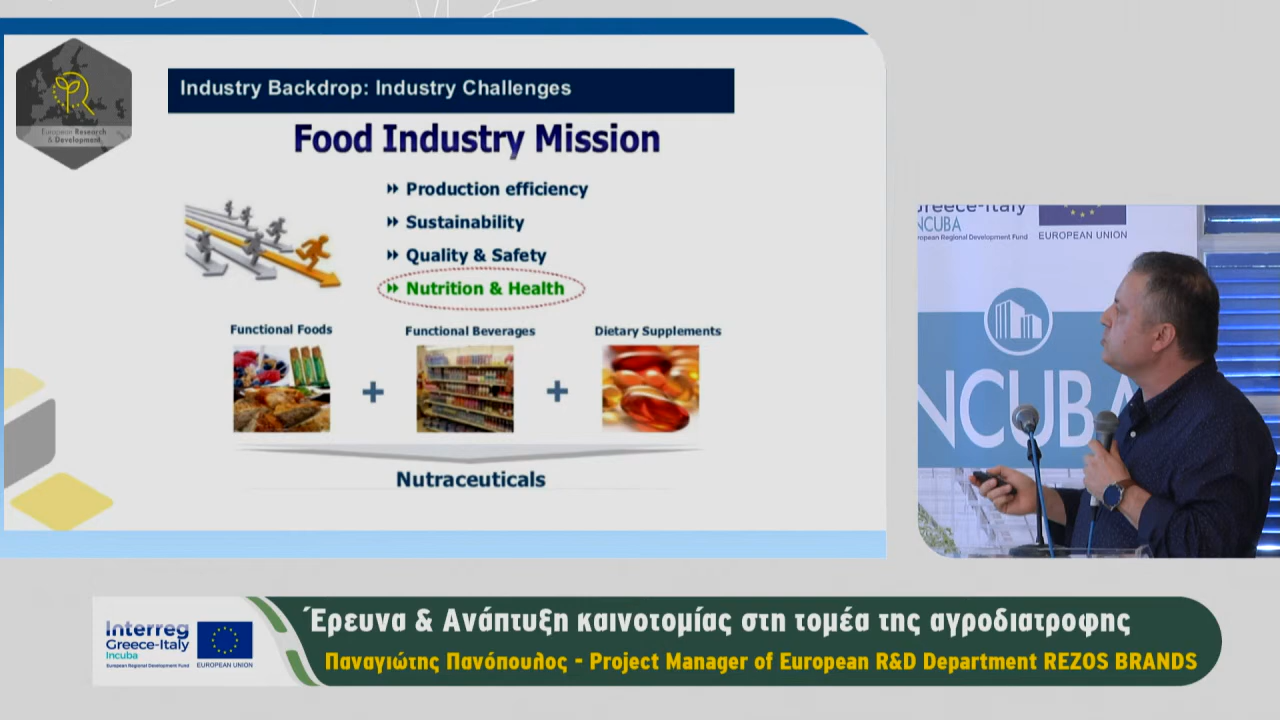 European Research
& Development
Industry Backdrop: Industry Challenges
Food Industry Mission
Production efficiency
Sustainability
Quality & Safety
Nutrition & Health
Functional Foods
Functional Beverages
Dietary Supplements
+
+
Nutraceuticals
Greece-Italy
INCUBA
European Regional Development Fund
EUROPEAN UNION
INCUBA
Interreg
Greece-Italy
Incuba
European Regional Development Fund
EUROPEAN UNION
Έρευνα & Ανάπτυξη καινοτομίας στη τομέα της αγροδιατροφης
Παναγιώτης Πανόπουλος - Project Manager of European R&D Department REZOS BRANDS